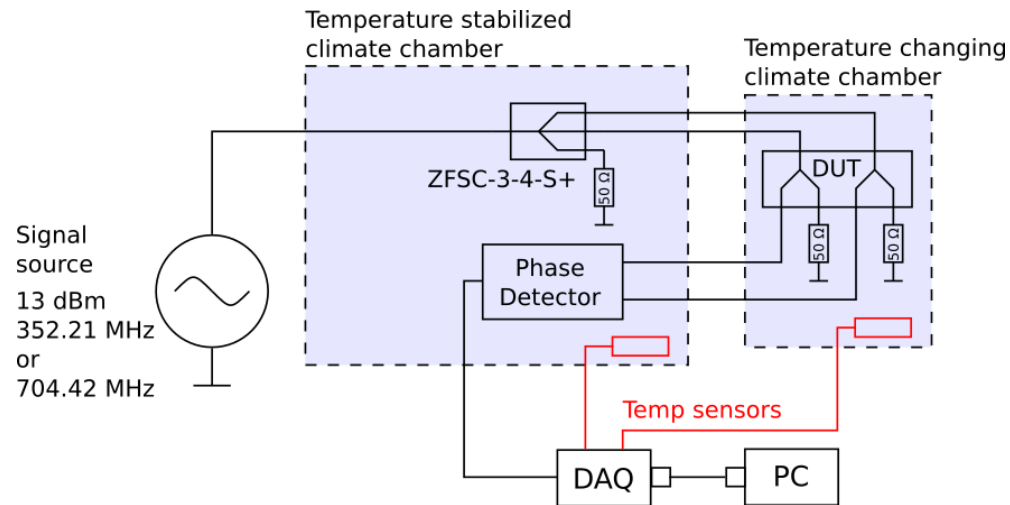 Temperature stabilized
climate chamber
Temperature changing
climate chamber
ZFSC-3-4-S+
50 Ω
DUT
50 Ω
50 Ω
Signal
source
13 dBm
352.21 MHz
or
704.42 MHz
Phase
Detector
Temp sensors
DAQ
PC